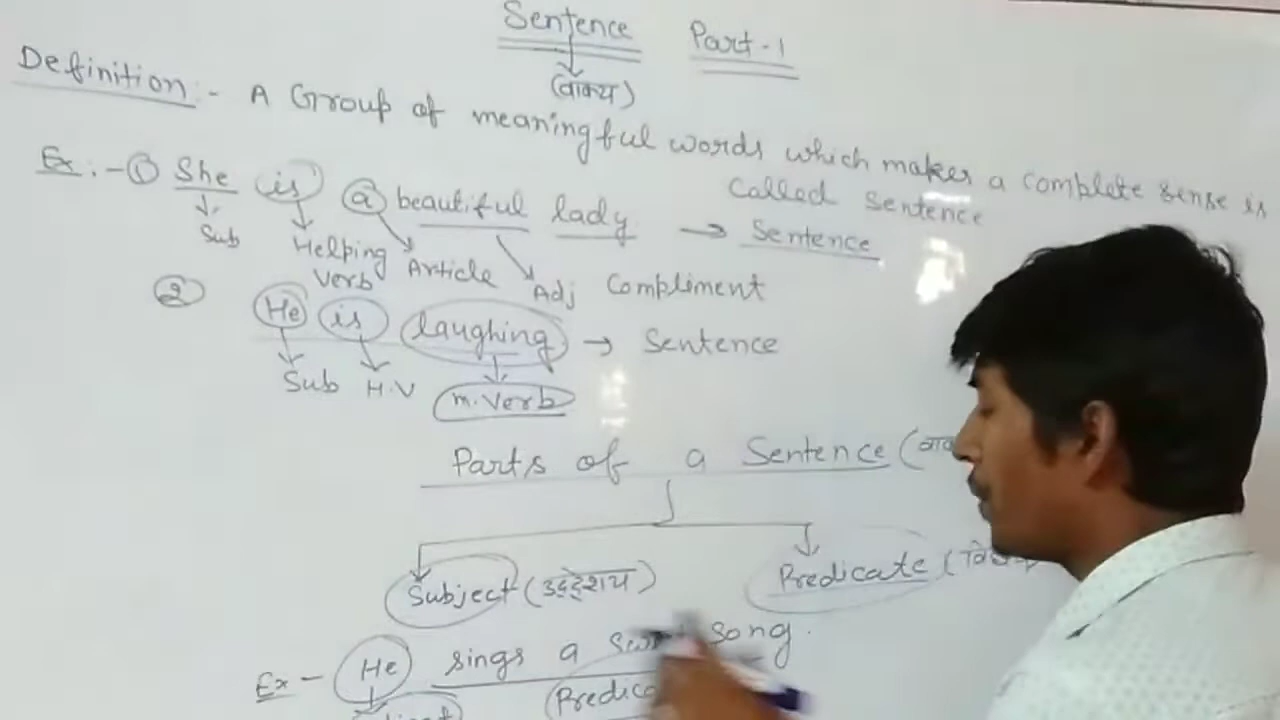 Sentence Part-1
(वाक्य)
Definition:- A Group of meaningful words which makes a complete sense is
called Sentence
Ex:-① She is a beautiful lady → Sentence
Sub Helping Verb Article Adj Compliment
② He is laughing → Sentence
Sub H.V m.verb
Parts of a Sentence
Subject (उद्देशय) Predicate
Ex- He sings a song.